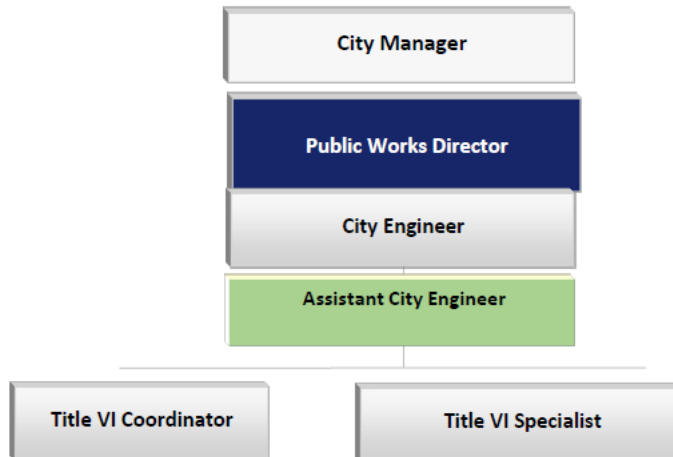 City Manager
Public Works Director
City Engineer
Assistant City Engineer
Title VI Coordinator
Title VI Specialist